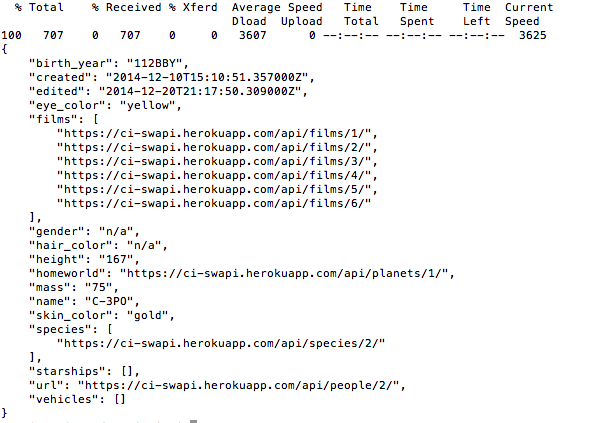 % Total    % Received % Xferd  Average Speed   Time    Time     Time  Current
                                 Dload  Upload   Total   Spent    Left  Speed
100   707    0   707    0     0   3607      0 --:--:-- --:--:-- --:--:--  3625
{
    "birth_year": "112BBY",
    "created": "2014-12-10T15:10:51.357000Z",
    "edited": "2014-12-20T21:17:50.309000Z",
    "eye_color": "yellow",
    "films": [
        "https://ci-swapi.herokuapp.com/api/films/1/",
        "https://ci-swapi.herokuapp.com/api/films/2/",
        "https://ci-swapi.herokuapp.com/api/films/3/",
        "https://ci-swapi.herokuapp.com/api/films/4/",
        "https://ci-swapi.herokuapp.com/api/films/5/",
        "https://ci-swapi.herokuapp.com/api/films/6/"
    ],
    "gender": "n/a",
    "hair_color": "n/a",
    "height": "167",
    "homeworld": "https://ci-swapi.herokuapp.com/api/planets/1/",
    "mass": "75",
    "name": "C-3PO",
    "skin_color": "gold",
    "species": [
        "https://ci-swapi.herokuapp.com/api/species/2/"
    ],
    "starships": [],
    "url": "https://ci-swapi.herokuapp.com/api/people/2/",
    "vehicles": []
}